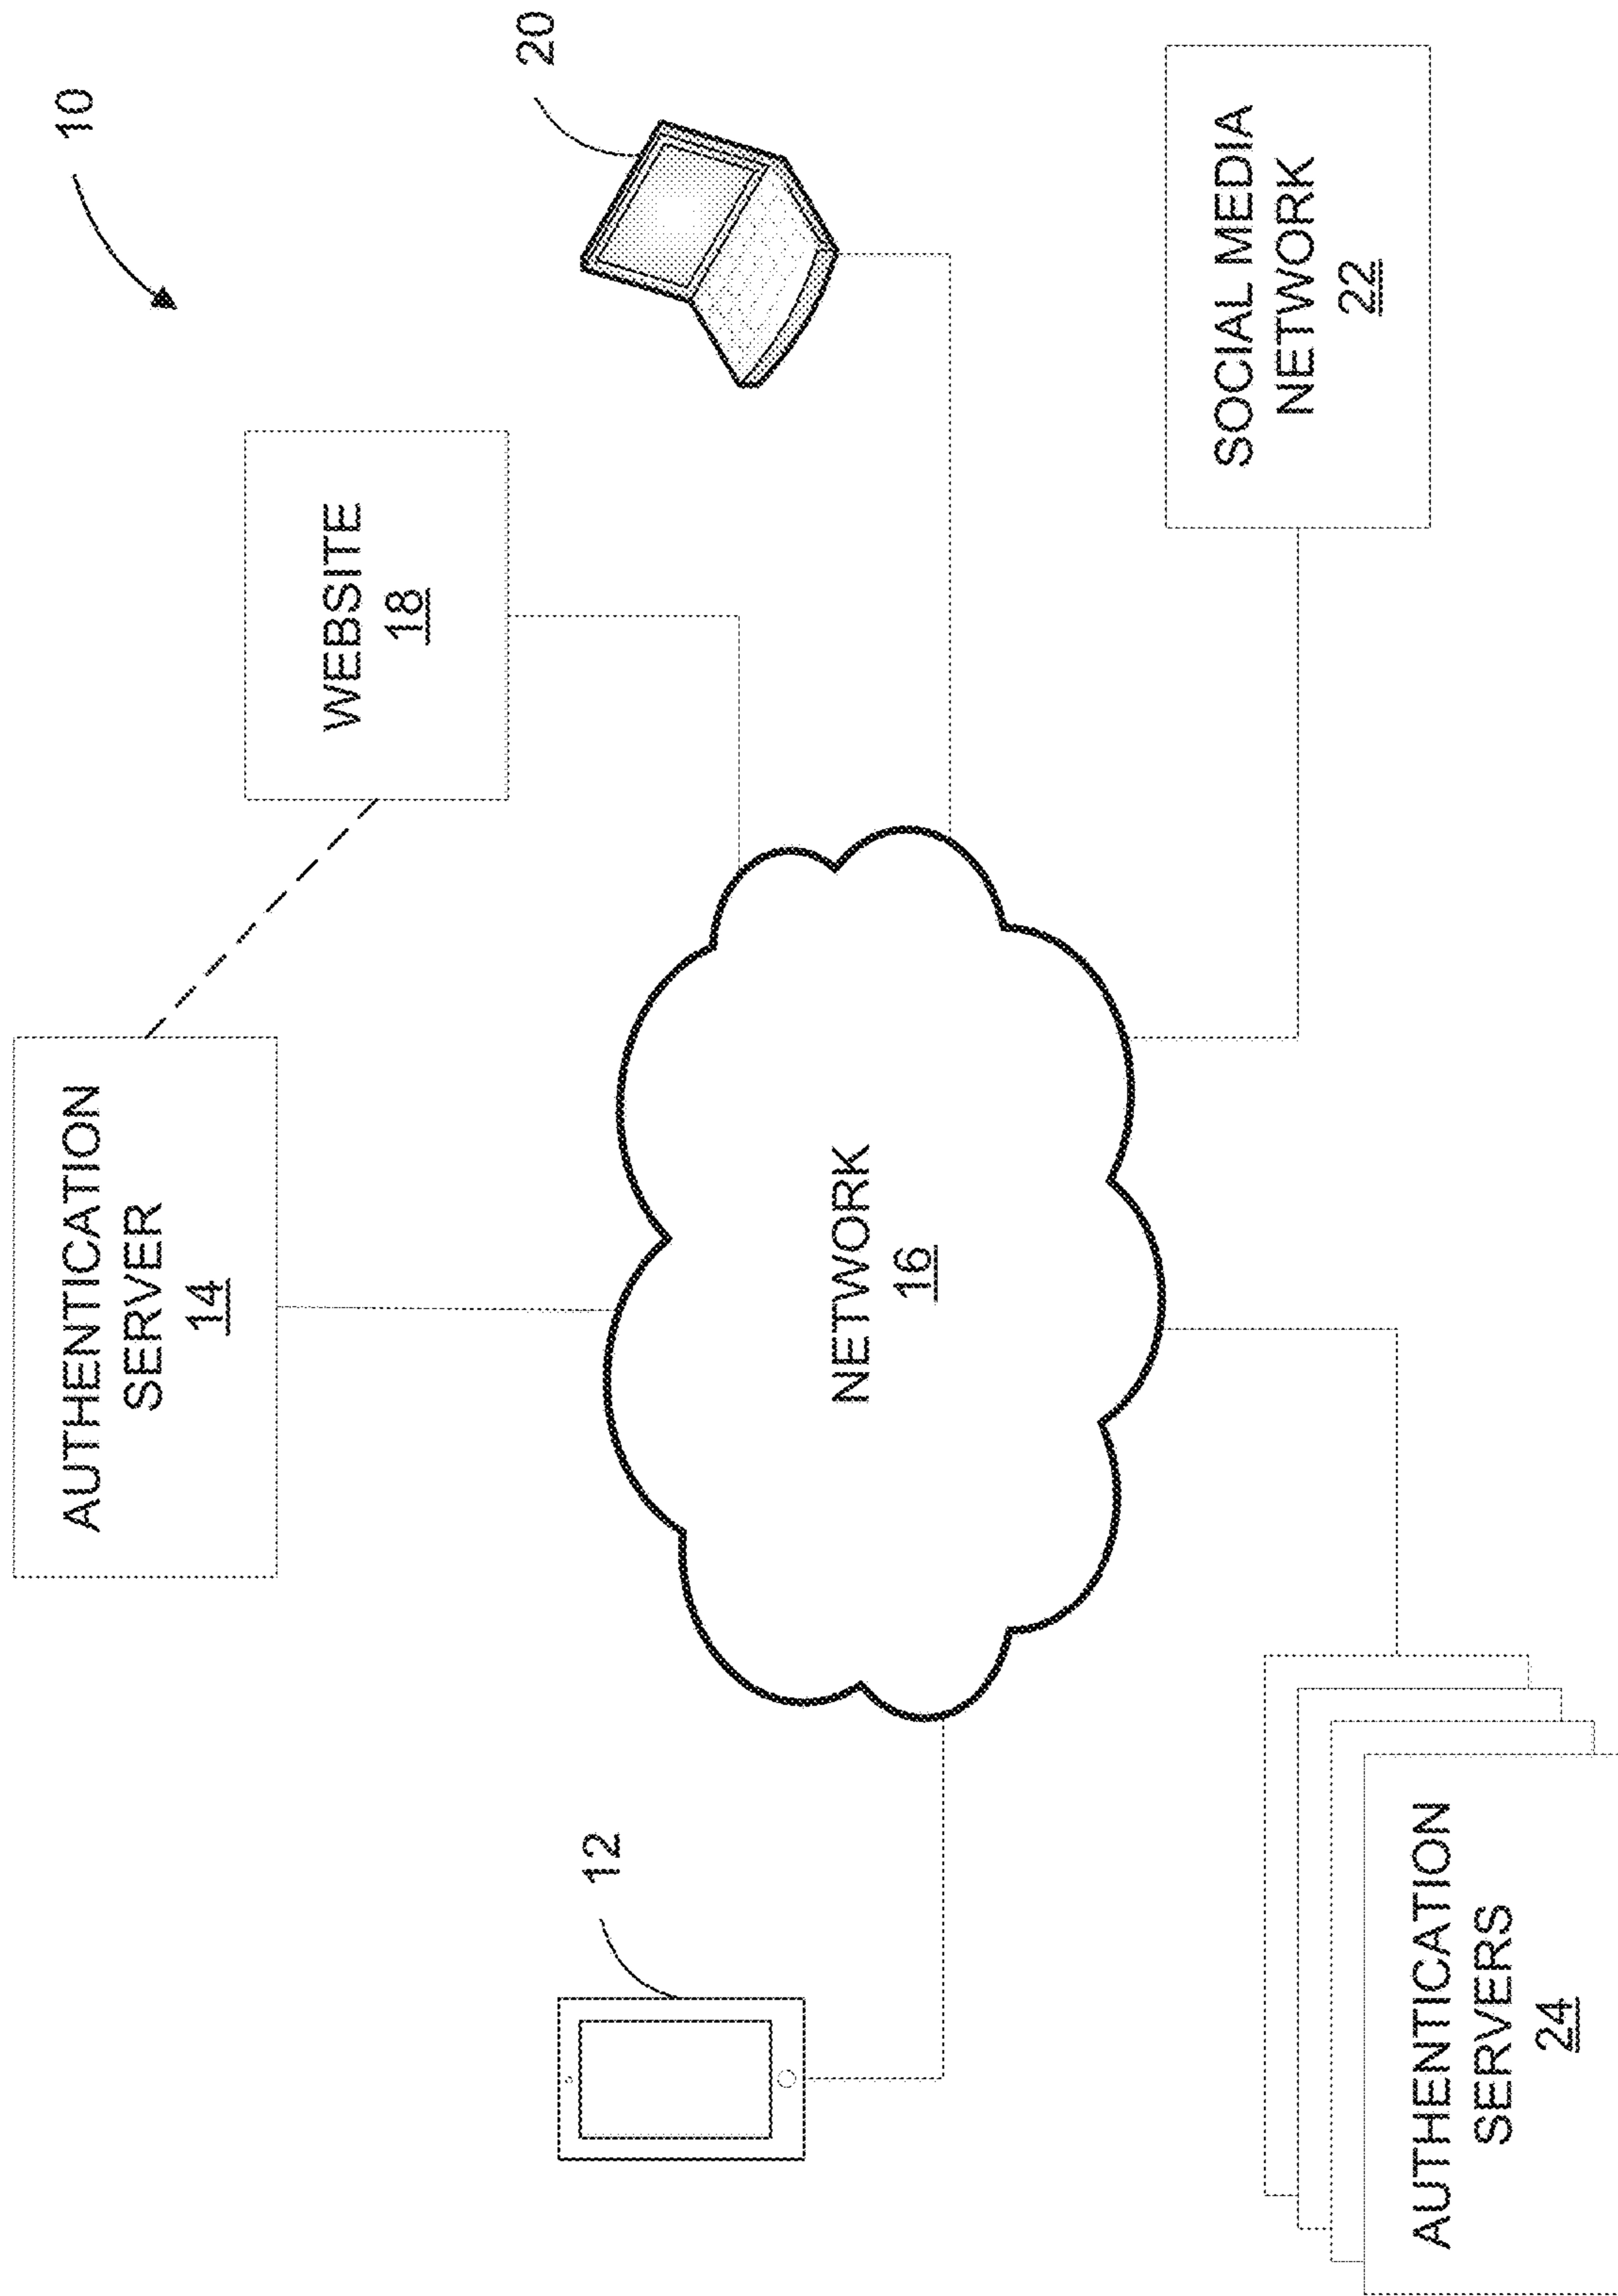 10
AUTHENTICATION
SERVER
14
WEBSITE
18
20
12
NETWORK
16
AUTHENTICATION
SERVERS
24
SOCIAL MEDIA
NETWORK
22